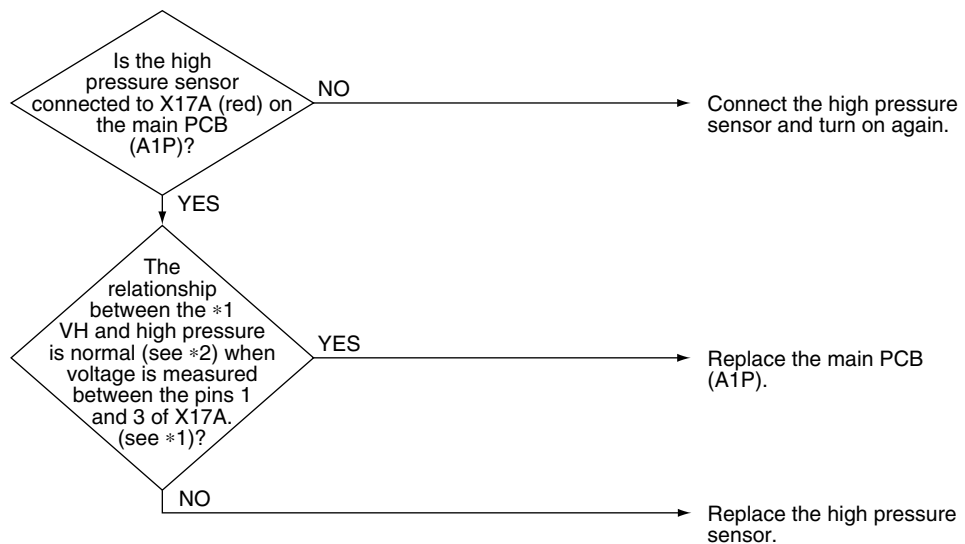 Is the high
pressure sensor
connected to X17A (red) on
the main PCB
(A1P)?
NO
Connect the high pressure
sensor and turn on again.
YES
The
relationship
between the *1
VH and high pressure
is normal (see *2) when
voltage is measured
between the pins 1
and 3 of X17A.
(see *1)?
YES
Replace the main PCB
(A1P).
NO
Replace the high pressure
sensor.